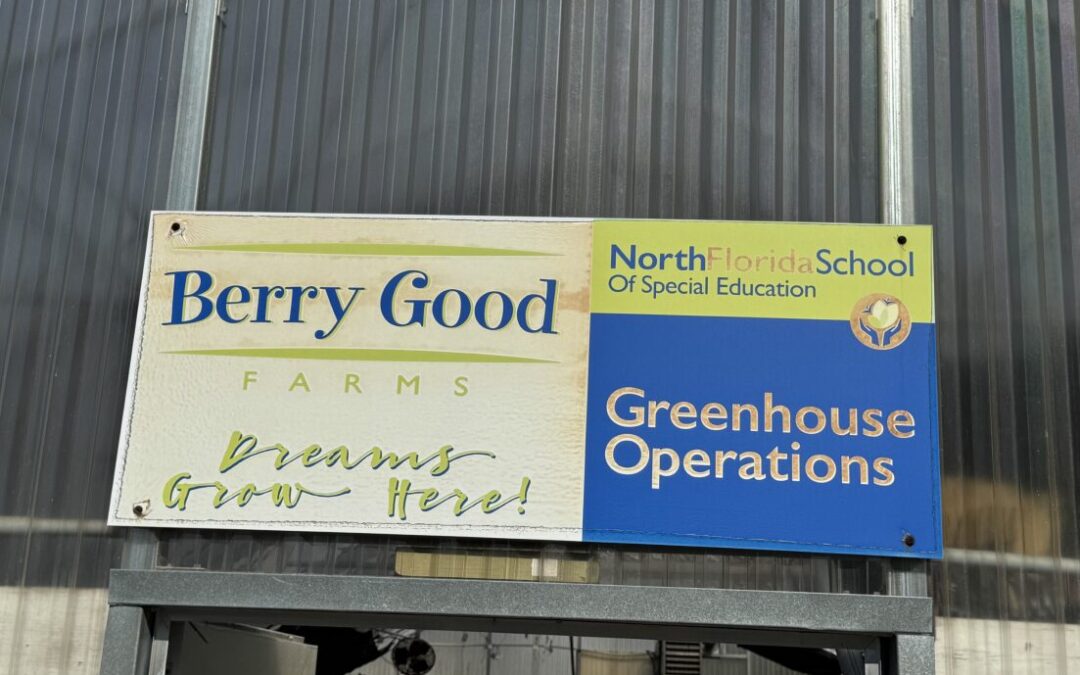 Berry Good
FARMS
Dreams
Grow Here!
NorthFloridaSchool
Of Special Education
Greenhouse
Operations